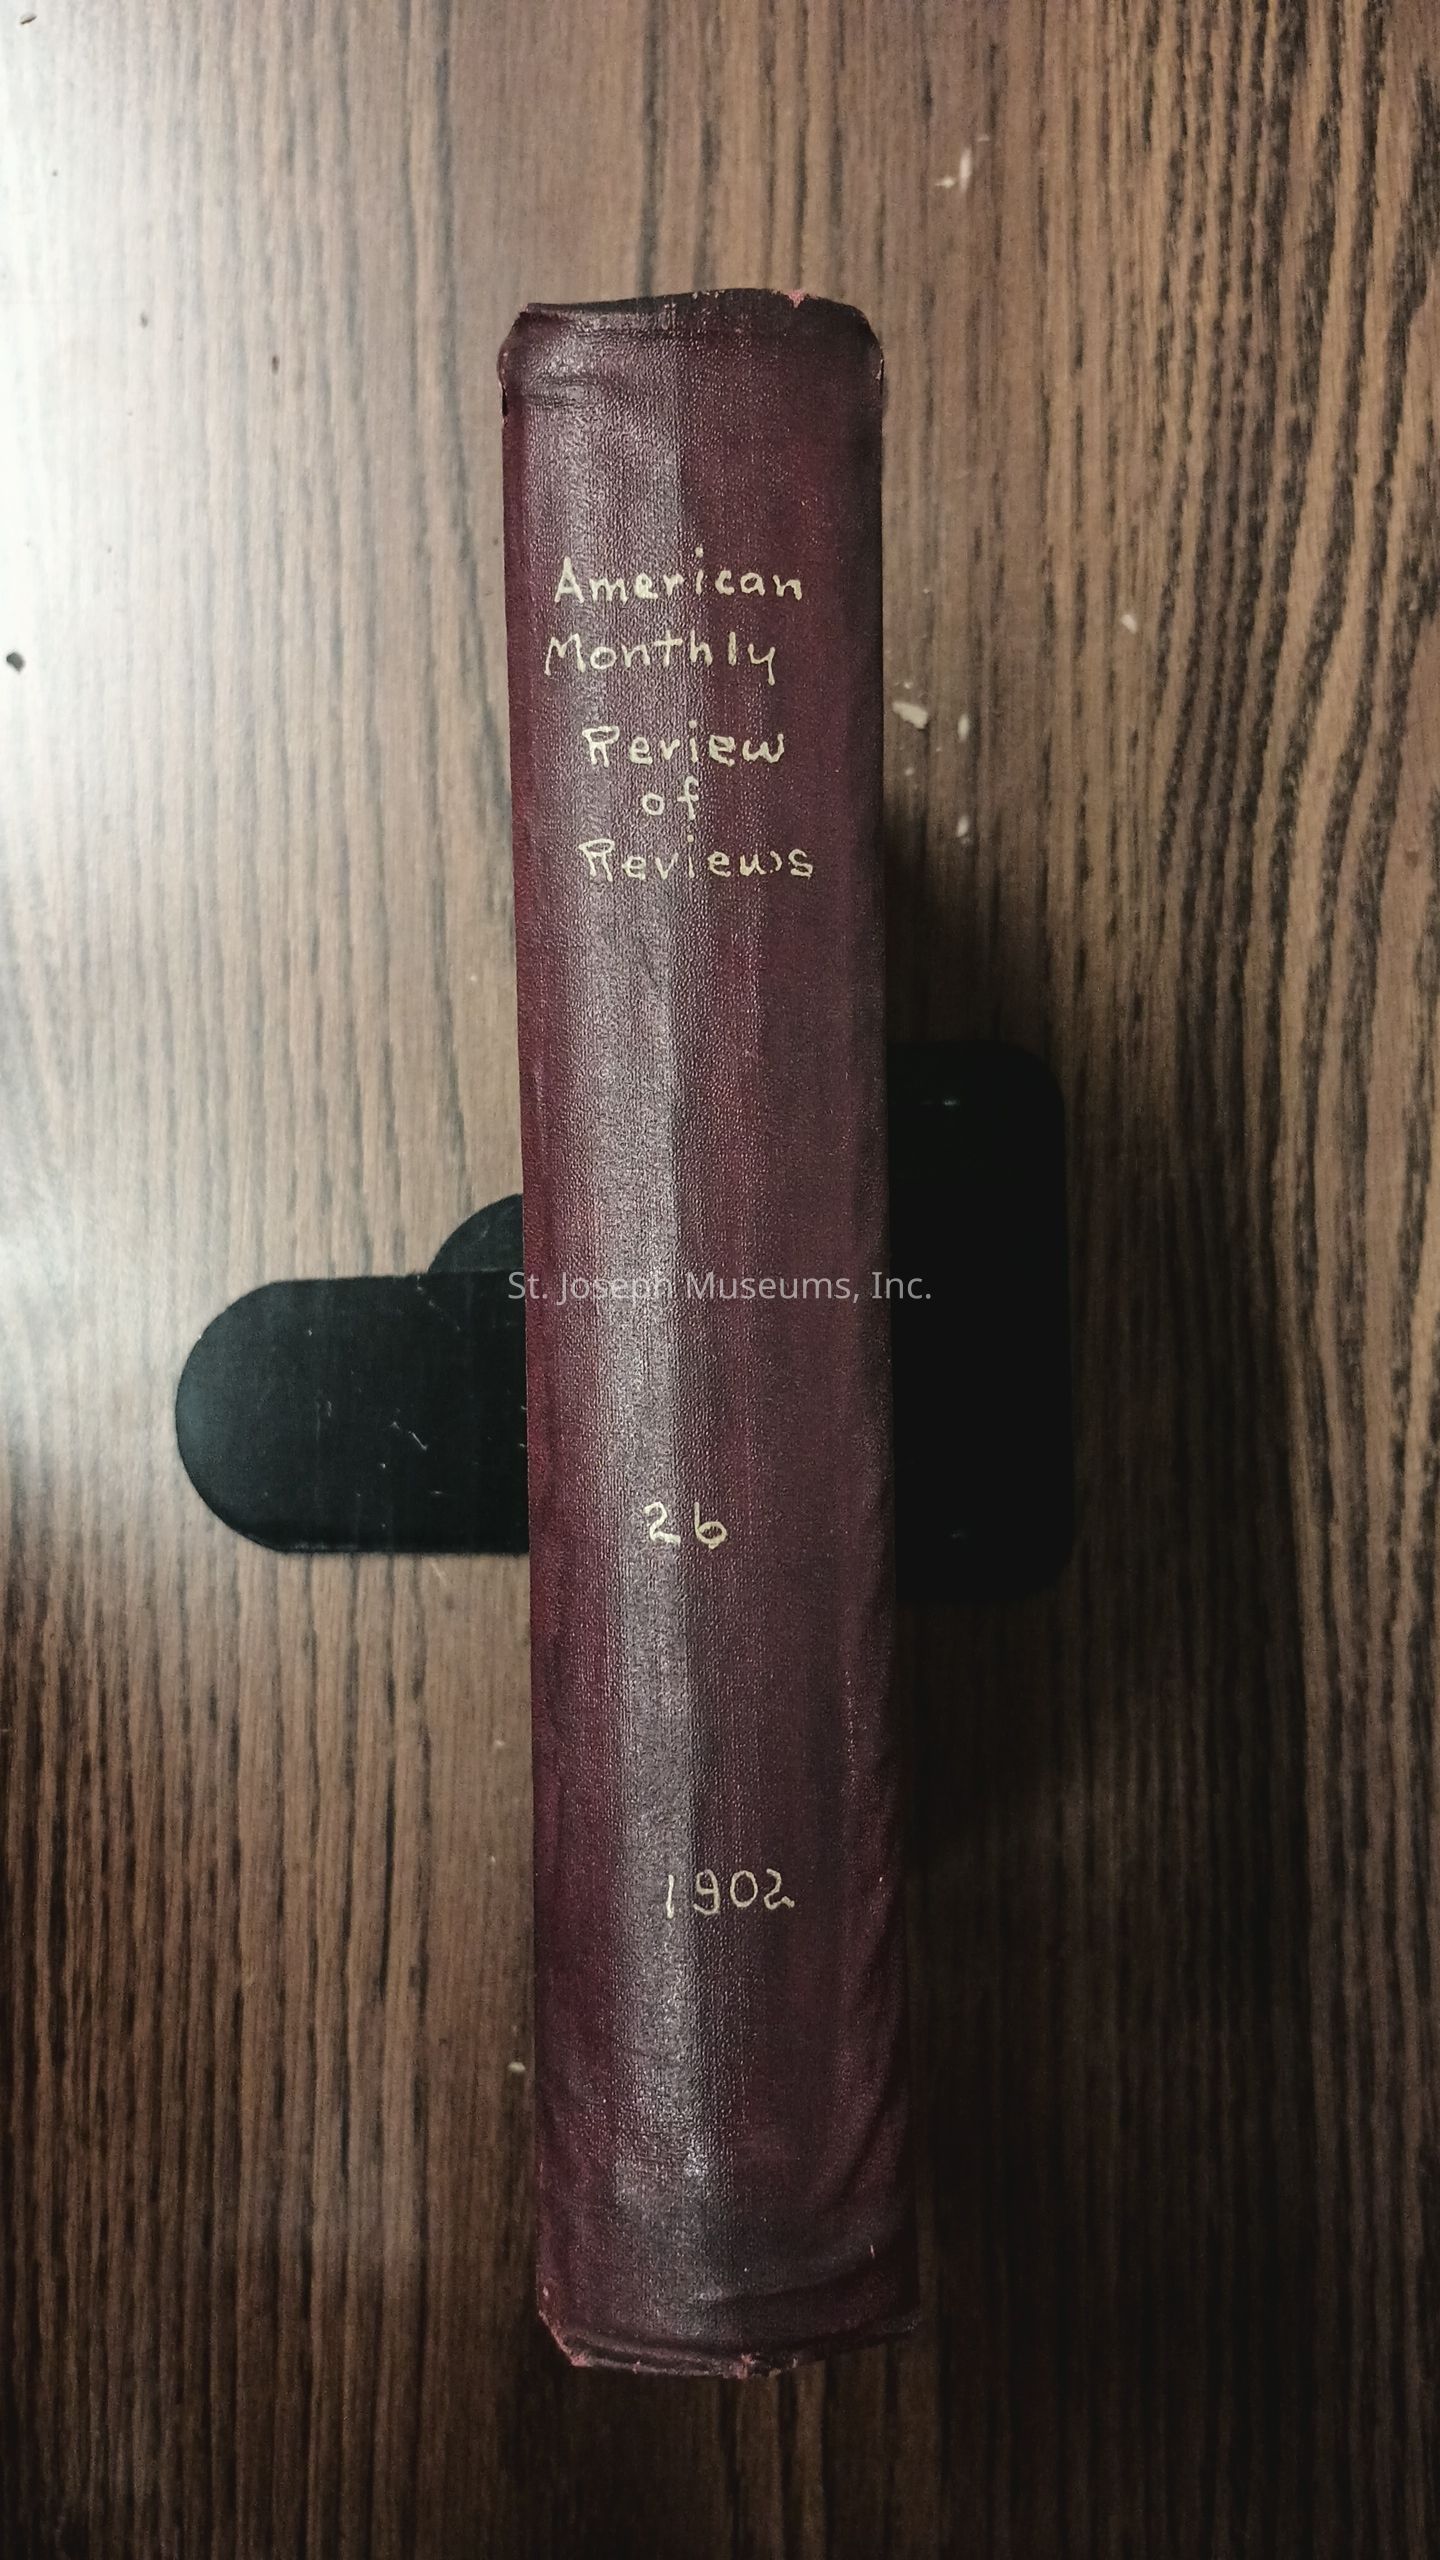 American
Monthly
Review
of
Reviews
St. Joseph Museums, Inc.
26
1902